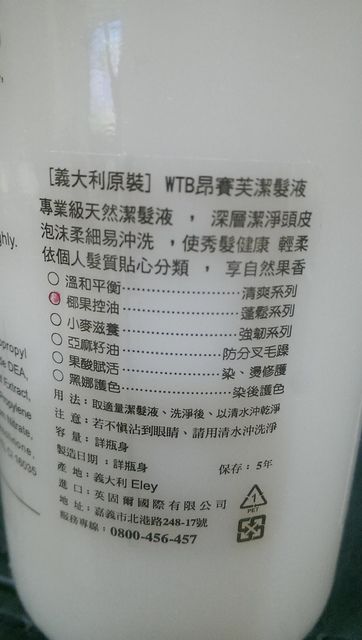 [義大利原裝] WTB昂賽芙潔髮液
專業級天然潔髮液 ， 深層潔淨頭皮
泡沫柔細易沖洗 ，使秀髮健康 輕柔
依個人髮質貼心分類 ， 享自然果香
○ 溫和平衡……………………清爽系列
○ 椰果控油……………………蓬鬆系列
○ 小麥滋養……………………強韌系列
○ 亞麻籽油……………………防分叉毛躁
○ 果酸賦活……………………染、燙修護
○ 黑娜護色……………………染後護色
用 法：取適量潔髮液、洗淨後、以清水沖乾淨
注 意：若不慎沾到眼睛、請用清水沖洗淨
容 量：詳瓶身
製造日期：詳瓶身 保存：5年
產 地：義大利 Eley
進 口：英固爾國際有限公司
地 址：嘉義市北港路248-17號
服務專線：0800-456-457
1
PET
hly.
propyl
DEA,
Extract,
Propylene